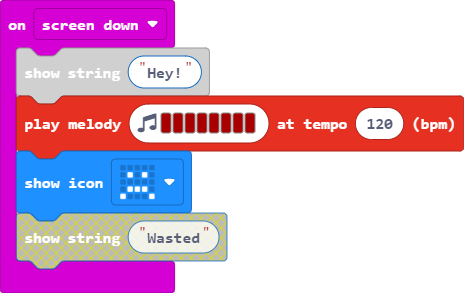 on screen down
show string "Hey!"
play melody at tempo 120 (bpm)
show icon
show string "Wasted"